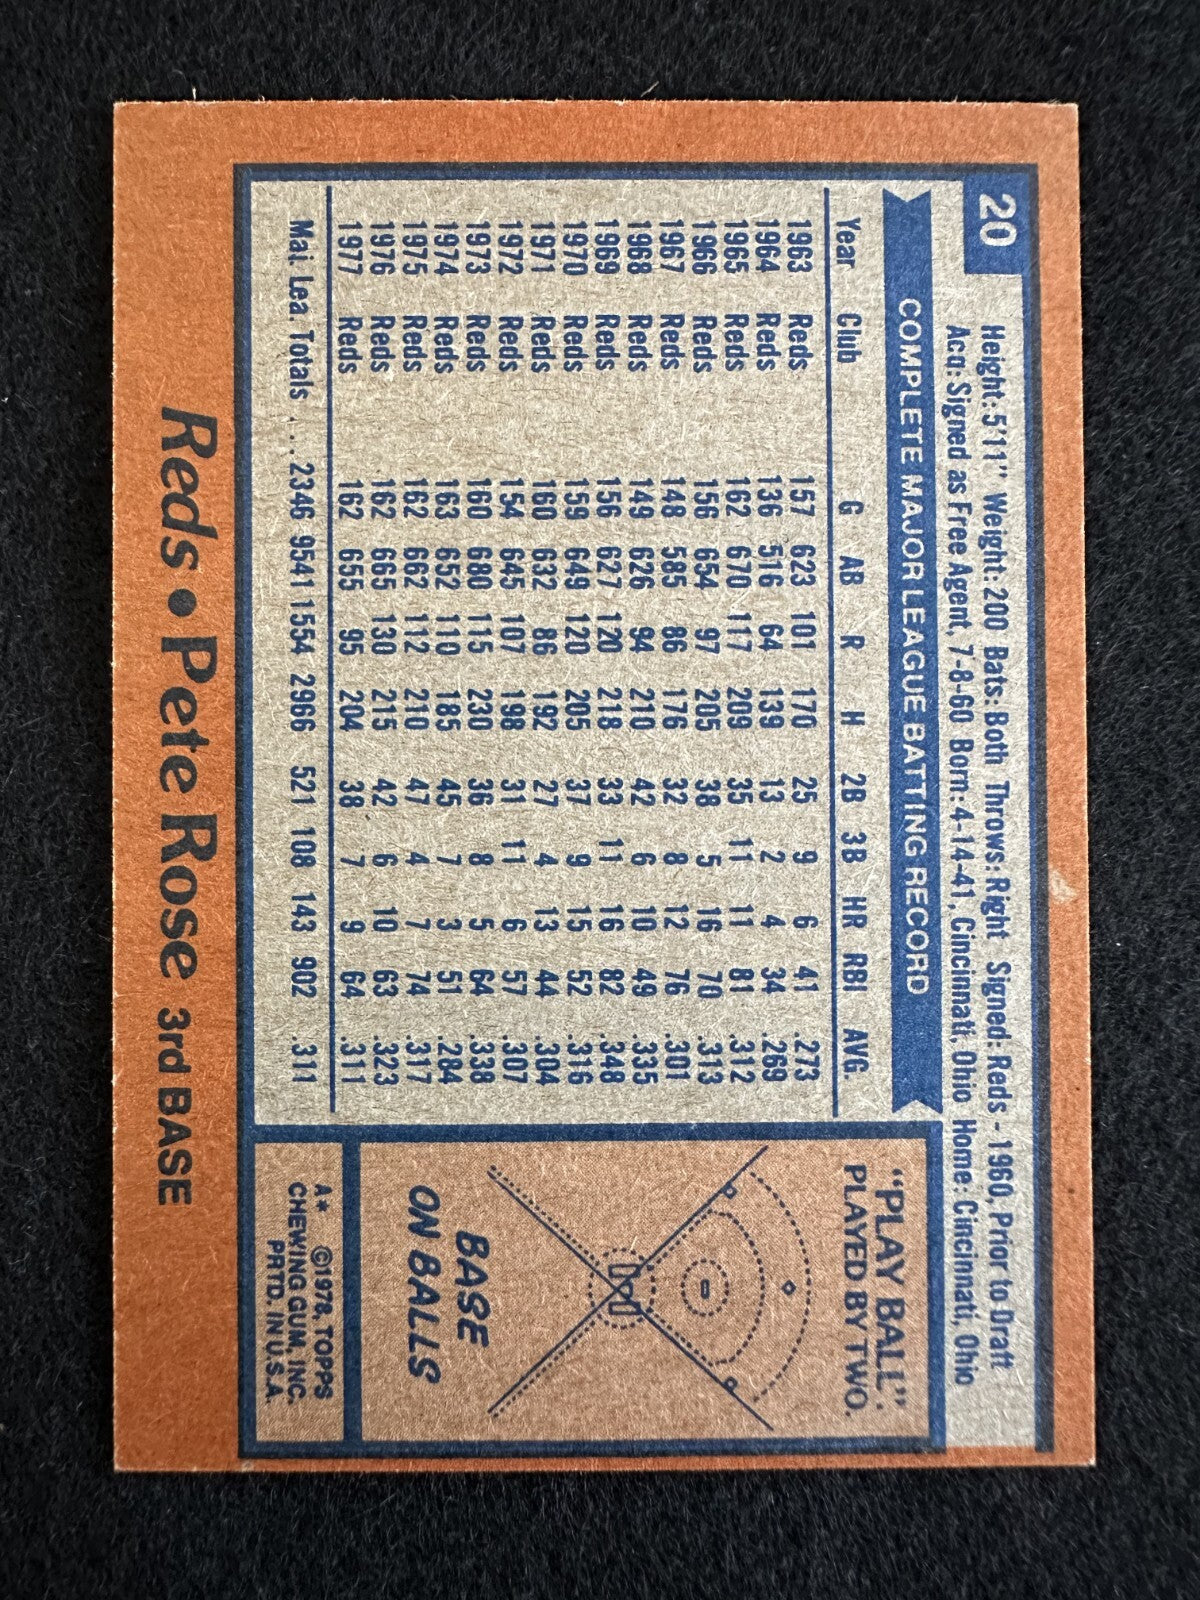 20
Height: 5'11" Weight: 200 Bats: Both Throws: Right Signed: Reds - 1960, Prior to Draft
Acq: Signed as Free Agent, 7-8-60 Born: 4-14-41, Cincinnati, Ohio Home: Cincinnati, Ohio
COMPLETE MAJOR LEAGUE BATTING RECORD
Year Club G AB R H 2B 3B HR RBI AVG.
1963 Reds 157 623 101 170 25 9 6 41 .273
1964 Reds 136 516 64 139 13 2 4 34 .269
1965 Reds 162 670 117 209 35 11 11 81 .312
1966 Reds 156 654 97 205 38 5 16 70 .313
1967 Reds 148 585 86 176 32 8 12 76 .301
1968 Reds 149 626 94 210 42 6 10 49 .335
1969 Reds 156 627 120 218 33 11 16 82 .348
1970 Reds 159 649 120 205 37 9 15 52 .316
1971 Reds 160 632 86 192 27 4 13 44 .304
1972 Reds 154 645 107 198 31 11 6 57 .307
1973 Reds 160 680 115 230 36 8 5 64 .338
1974 Reds 163 652 110 185 45 7 3 51 .284
1975 Reds 162 662 112 210 47 4 7 74 .317
1976 Reds 162 665 130 215 42 6 10 63 .323
1977 Reds 162 655 95 204 38 7 9 64 .311
Maj. Lea Totals ... 2346 9541 1554 2966 521 108 143 902 .311
"PLAY BALL".
PLAYED BY TWO.
BASE
ON BALLS
A* ©1978, TOPPS
CHEWING GUM, INC.
PRTD. IN U.S.A.
Reds • Pete Rose 3rd BASE